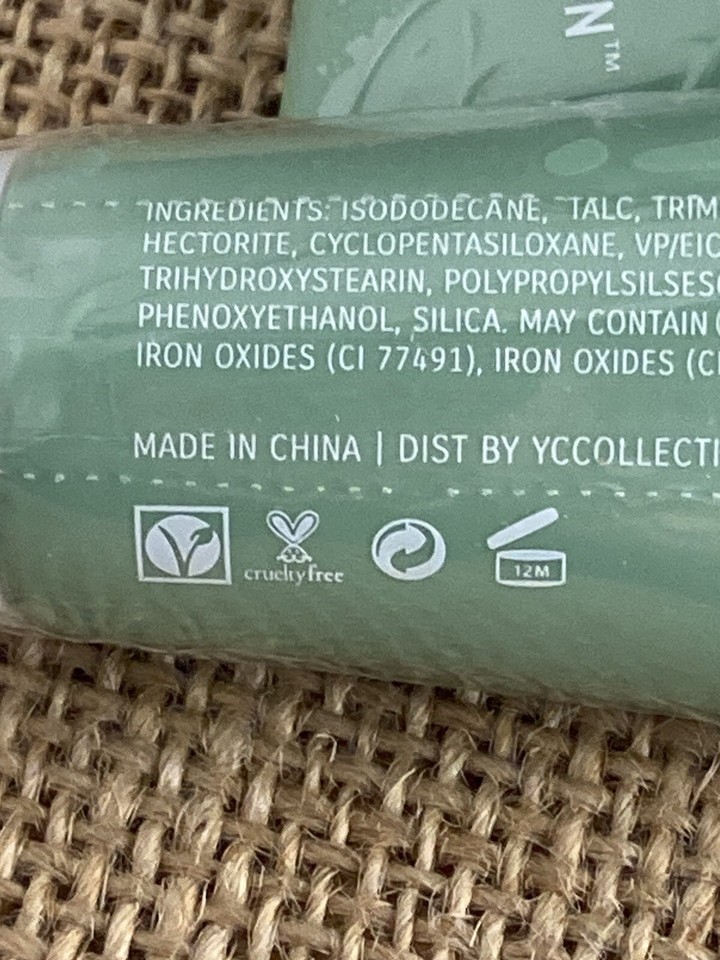 N™
INGREDIENTS: ISODODECANE, TALC, TRIM
HECTORITE, CYCLOPENTASILOXANE, VP/EIC
TRIHYDROXYSTEARIN, POLYPROPYLSILSES
PHENOXYETHANOL, SILICA. MAY CONTAIN (
IRON OXIDES (CI 77491), IRON OXIDES (CI
MADE IN CHINA | DIST BY YCCOLLECTI
crueltyfree
12M